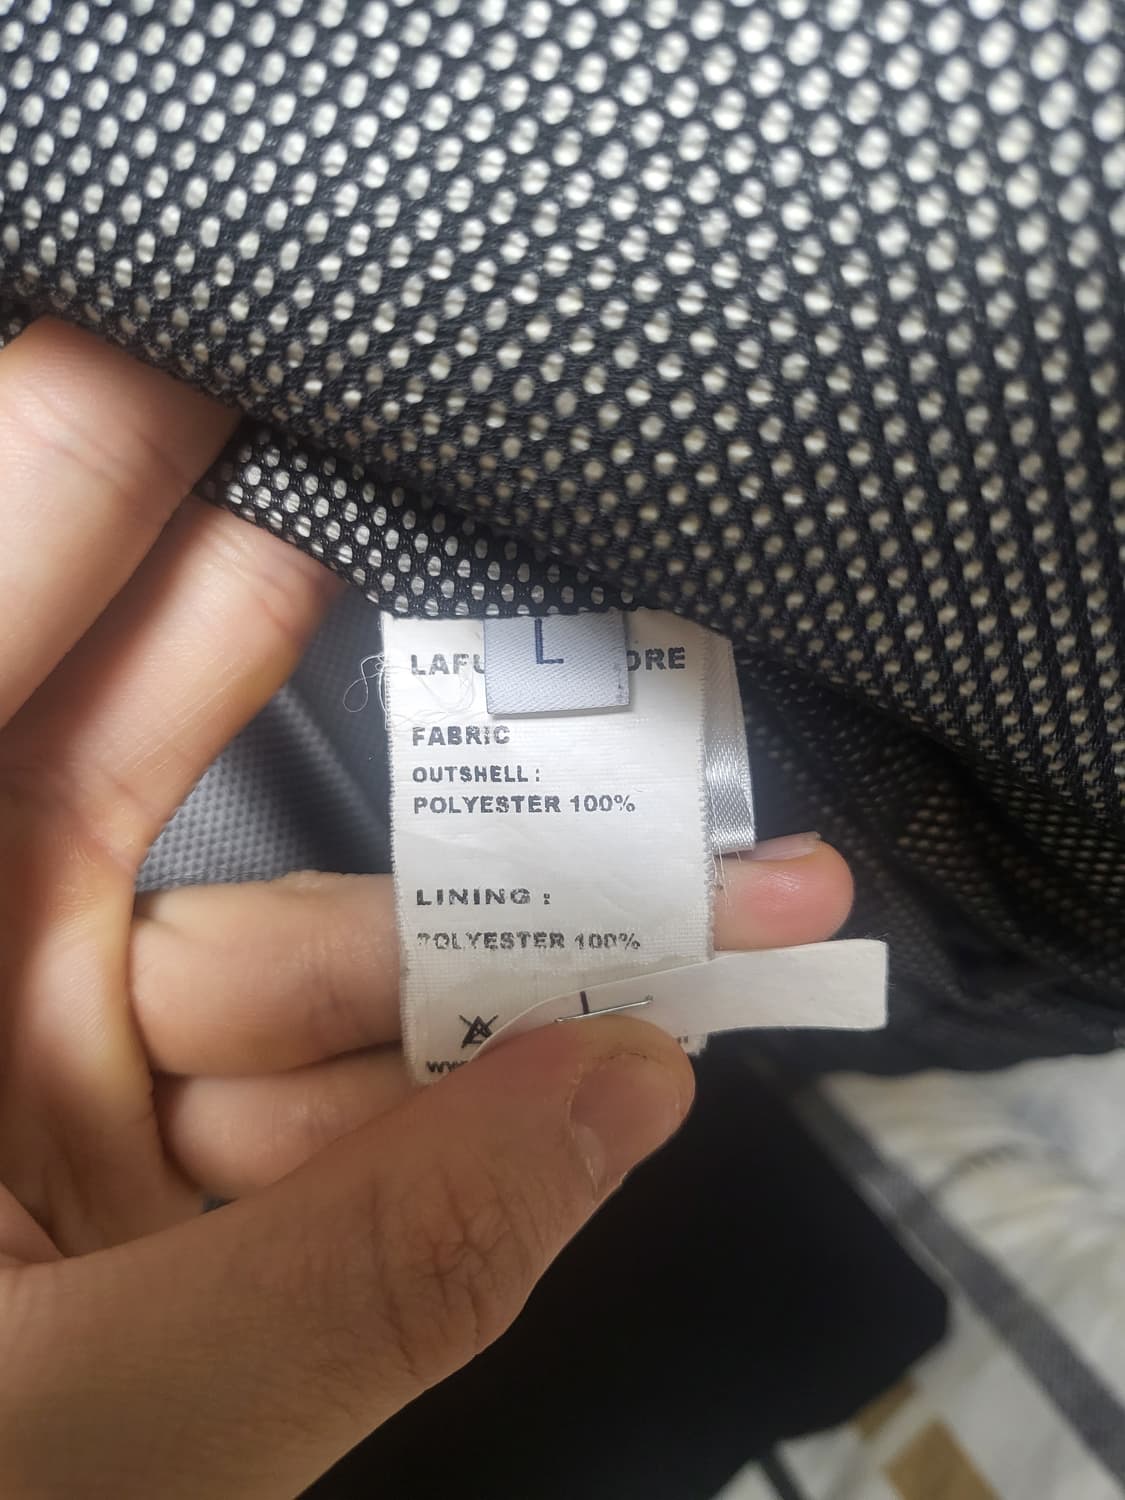 L
FABRIC
OUTSHELL :
POLYESTER 100%
LINING :
POLYESTER 100%